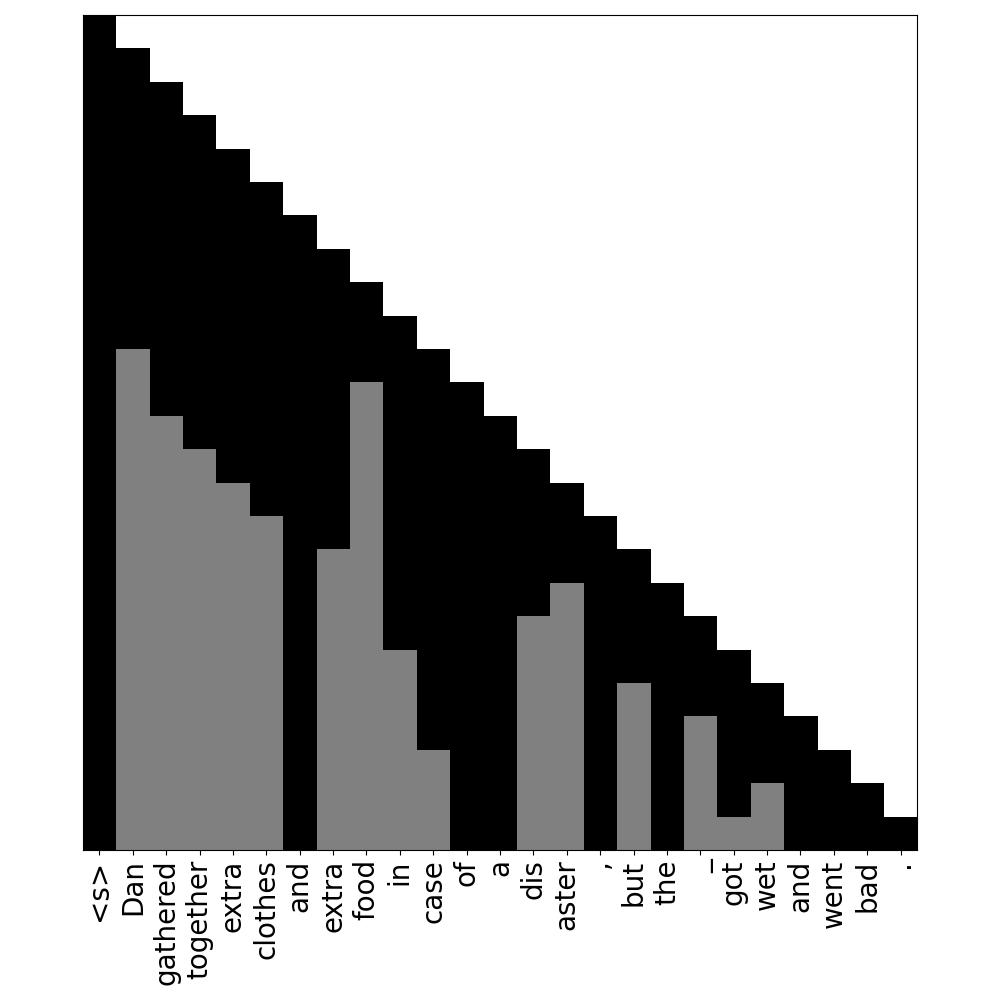 <s> Dan gathered together extra clothes and extra food in case of a dis aster , but the _ got wet and went bad .